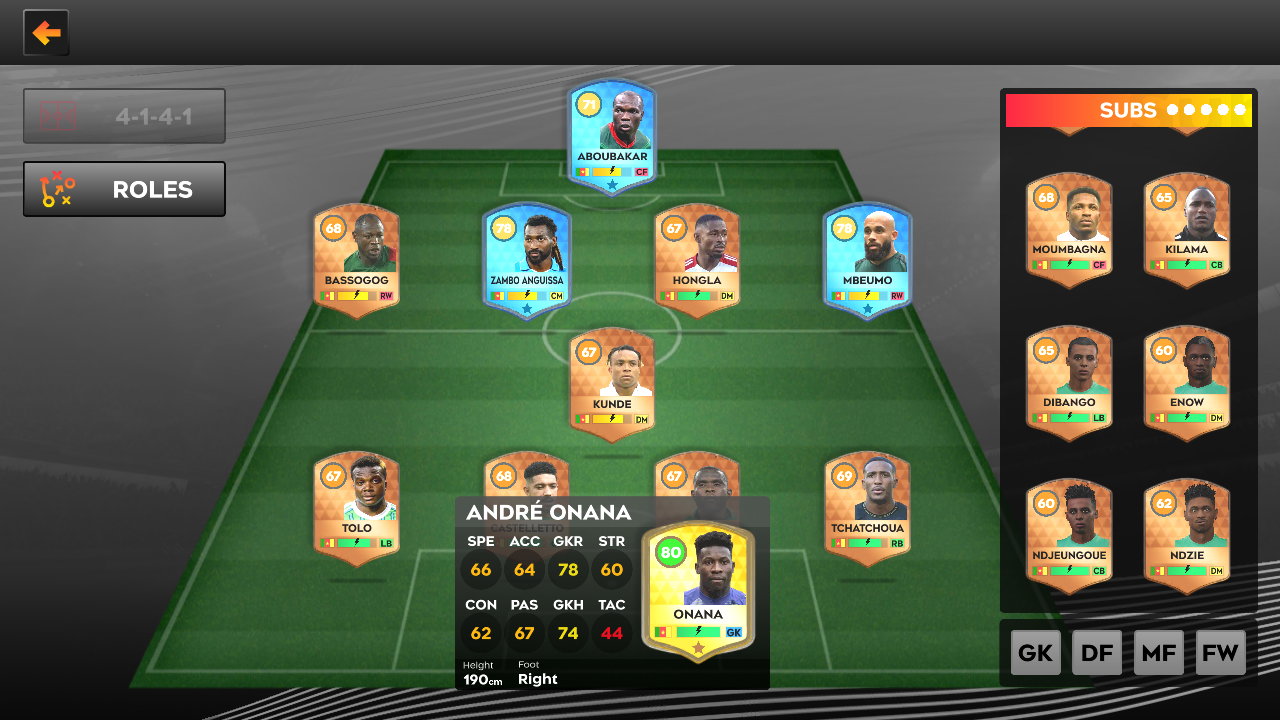 4-1-4-1
ROLES
71
ABOUBAKAR
CF
68
BASSOGOG
RW
78
ZAMBO ANGUISSA
CM
67
HONGLA
DM
78
MBEUMO
RW
67
KUNDE
DM
67
TOLO
LB
68
CASTELLETTO
67
69
TCHATCHOUA
RB
ANDRÉ ONANA
SPE ACC GKR STR
66 64 78 60
CON PAS GKH TAC
62 67 74 44
Height Foot
190cm Right
80
ONANA
GK
SUBS
68
MOUMBAGNA
CF
65
KILAMA
CB
65
DIBANGO
LB
60
ENOW
DM
60
NDJEUNGOUE
CB
62
NDZIE
DM
GK DF MF FW